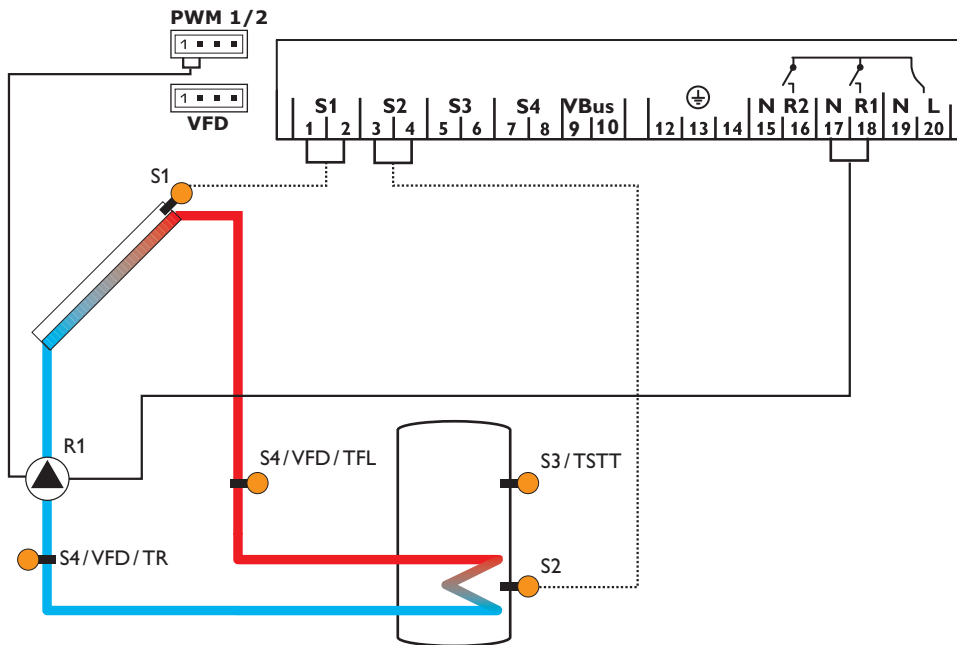 PWM 1/2
1
1
VFD
S1 S2 S3 S4 VBus N R2 N R1 N L
1 2 3 4 5 6 7 8 9 10 12 13 14 15 16 17 18 19 20
S1
R1
S4/VFD/TFL
S3/TSTT
S4/VFD/TR
S2